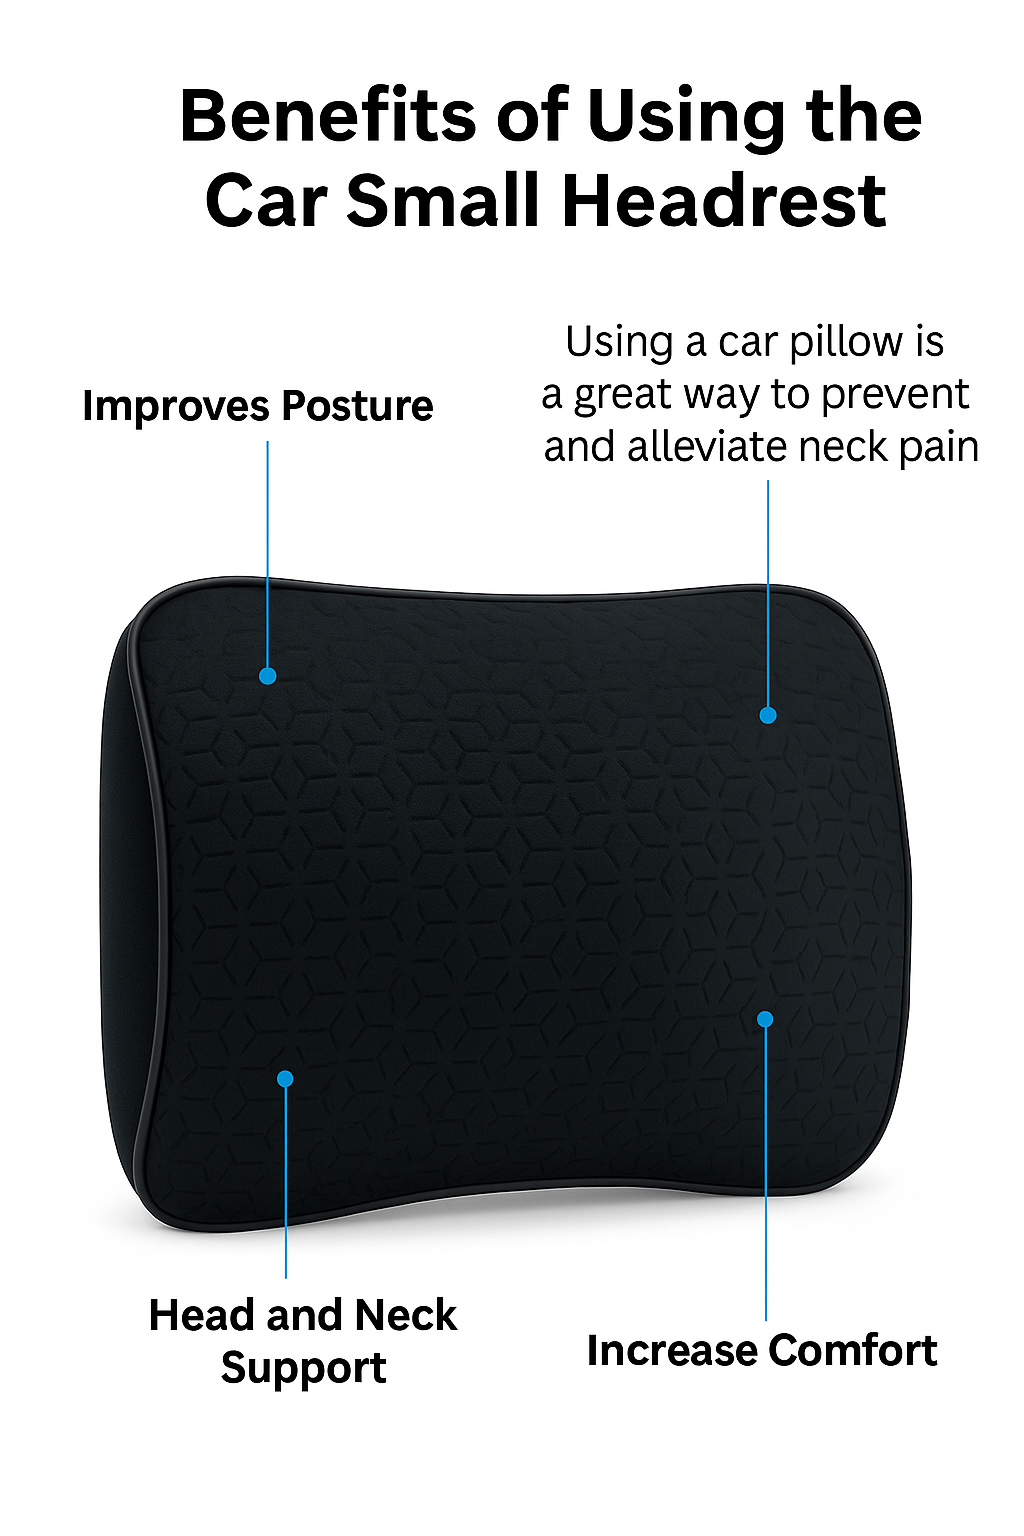 Benefits of Using the
Car Small Headrest
Improves Posture
Using a car pillow is
a great way to prevent
and alleviate neck pain
Head and Neck
Support
Increase Comfort